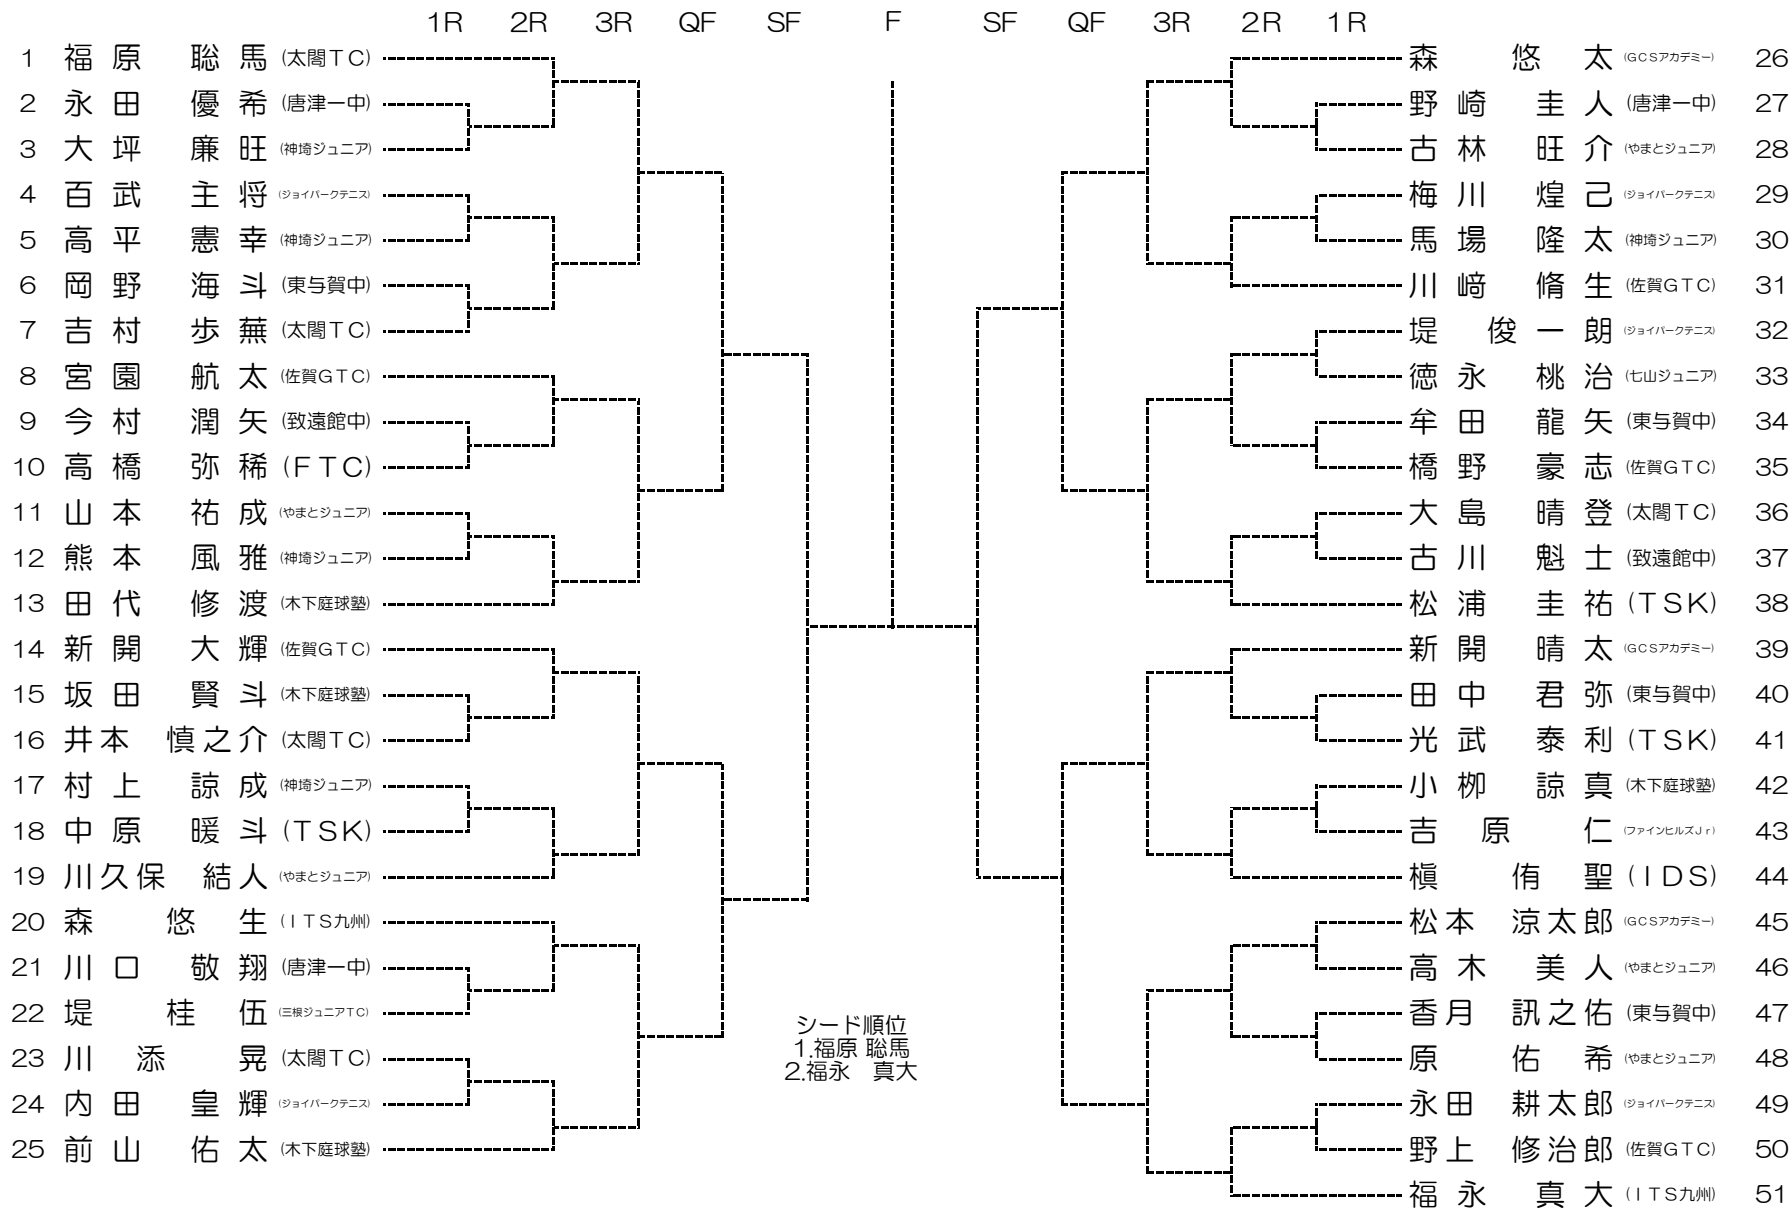 1R 2R 3R QF SF F SF QF 3R 2R 1R
1 福原 聡馬 (太閤TC) 森 悠太 (GCSアカデミー) 26
2 永田 優希 (唐津一中) 野崎 圭人 (唐津一中) 27
3 大坪 廉旺 (神埼ジュニア) 古林 旺介 (やまとジュニア) 28
4 百武 主将 (ジョイパークテニス) 梅川 煌己 (ジョイパークテニス) 29
5 高平 憲幸 (神埼ジュニア) 馬場 隆太 (神埼ジュニア) 30
6 岡野 海斗 (東与賀中) 川﨑 脩生 (佐賀GTC) 31
7 吉村 歩蕪 (太閤TC) 堤 俊一朗 (ジョイパークテニス) 32
8 宮園 航太 (佐賀GTC) 徳永 桃治 (七山ジュニア) 33
9 今村 潤矢 (致遠館中) 牟田 龍矢 (東与賀中) 34
10 高橋 弥稀 (FTC) 橋野 豪志 (佐賀GTC) 35
11 山本 祐成 (やまとジュニア) 大島 晴登 (太閤TC) 36
12 熊本 風雅 (神埼ジュニア) 古川 魁士 (致遠館中) 37
13 田代 修渡 (木下庭球塾) 松浦 圭祐 (TSK) 38
14 新開 大輝 (佐賀GTC) 新開 晴太 (GCSアカデミー) 39
15 坂田 賢斗 (木下庭球塾) 田中 君弥 (東与賀中) 40
16 井本 慎之介 (太閤TC) 光武 泰利 (TSK) 41
17 村上 諒成 (神埼ジュニア) 小栁 諒真 (木下庭球塾) 42
18 中原 暖斗 (TSK) 吉原 仁 (ファインヒルズJr) 43
19 川久保 結人 (やまとジュニア) 槇 侑聖 (IDS) 44
20 森 悠生 (ITS九州) 松本 涼太郎 (GCSアカデミー) 45
21 川口 敬翔 (唐津一中) 高木 美人 (やまとジュニア) 46
22 堤 桂伍 (三根ジュニアTC) 香月 訊之佑 (東与賀中) 47
23 川添 晃 (太閤TC) 原 佑希 (やまとジュニア) 48
24 内田 皇輝 (ジョイパークテニス) 永田 耕太郎 (ジョイパークテニス) 49
25 前山 佑太 (木下庭球塾) 野上 修治郎 (佐賀GTC) 50
福永 真大 (ITS九州) 51
シード順位
1.福原 聡馬
2.福永 真大